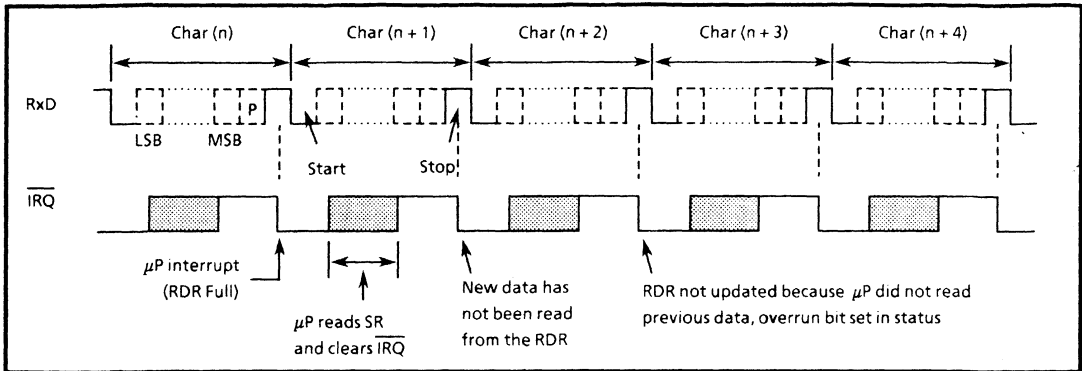 Char (n)
Char (n + 1)
Char (n + 2)
Char (n + 3)
Char (n + 4)
RxD
P
LSB
MSB
Start
Stop
IRQ
μP interrupt
(RDR Full)
μP reads SR
and clears IRQ
New data has
not been read
from the RDR
RDR not updated because μP did not read
previous data, overrun bit set in status